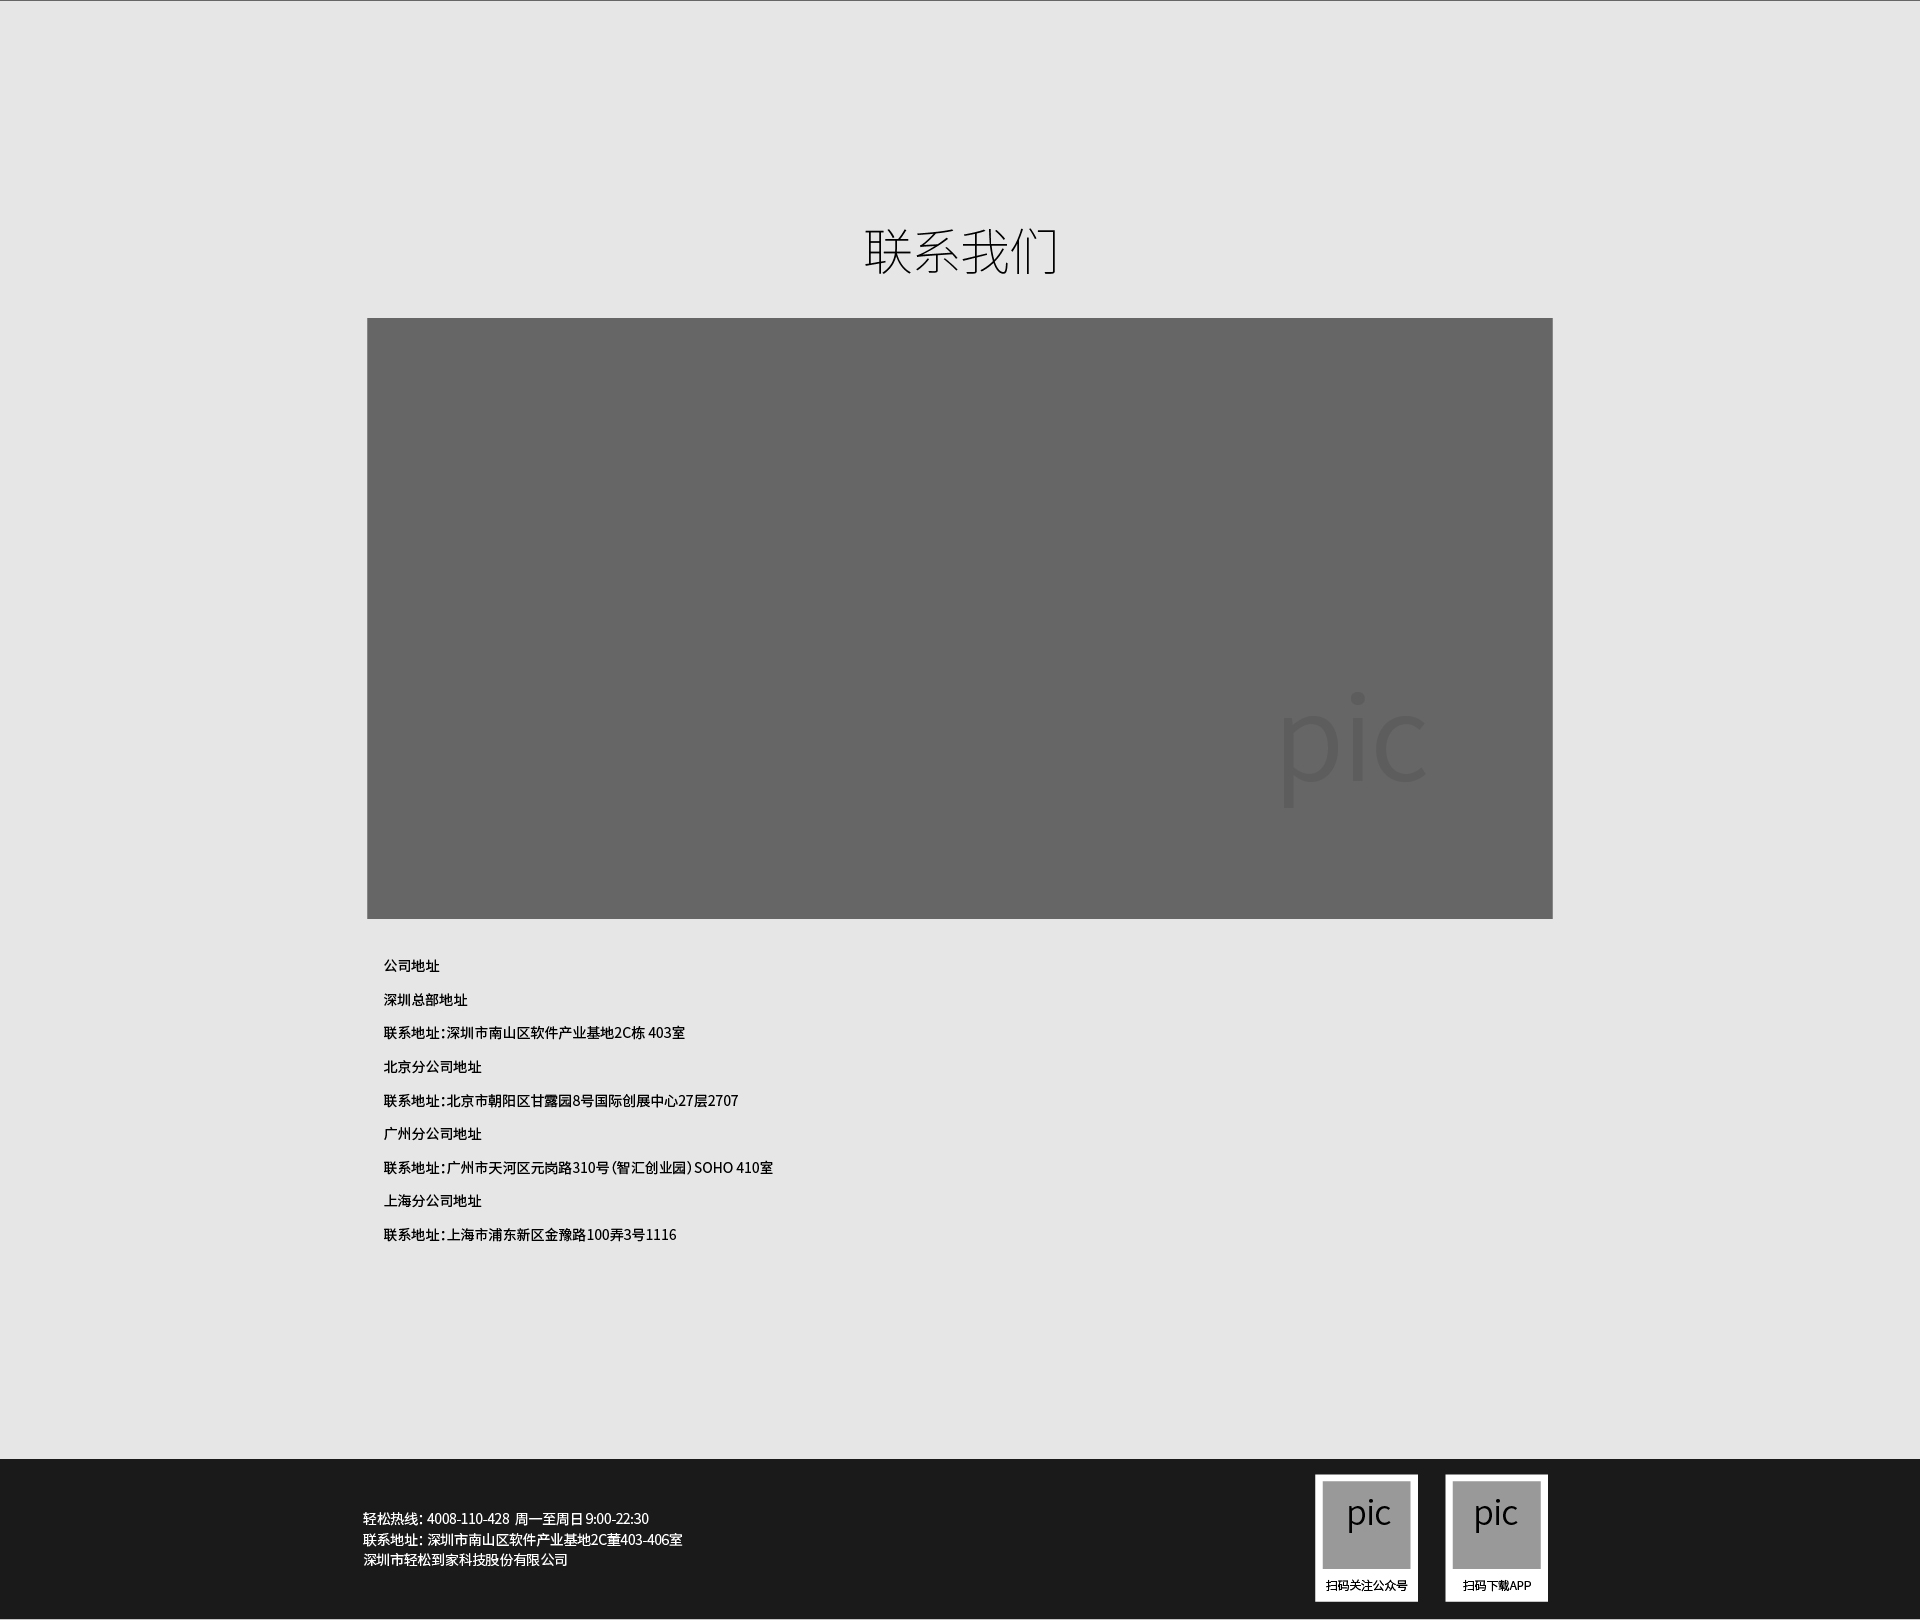 联系我们
pic
公司地址
深圳总部地址
联系地址：深圳市南山区软件产业基地2C栋 403室
北京分公司地址
联系地址：北京市朝阳区甘露园8号国际创展中心27层2707
广州分公司地址
联系地址：广州市天河区元岗路310号（智汇创业园）SOHO 410室
上海分公司地址
联系地址：上海市浦东新区金豫路100弄3号1116
轻松热线：4008-110-428 周一至周日 9:00-22:30
联系地址：深圳市南山区软件产业基地2C董403-406室
深圳市轻松到家科技股份有限公司
pic
扫码关注公众号
pic
扫码下载APP